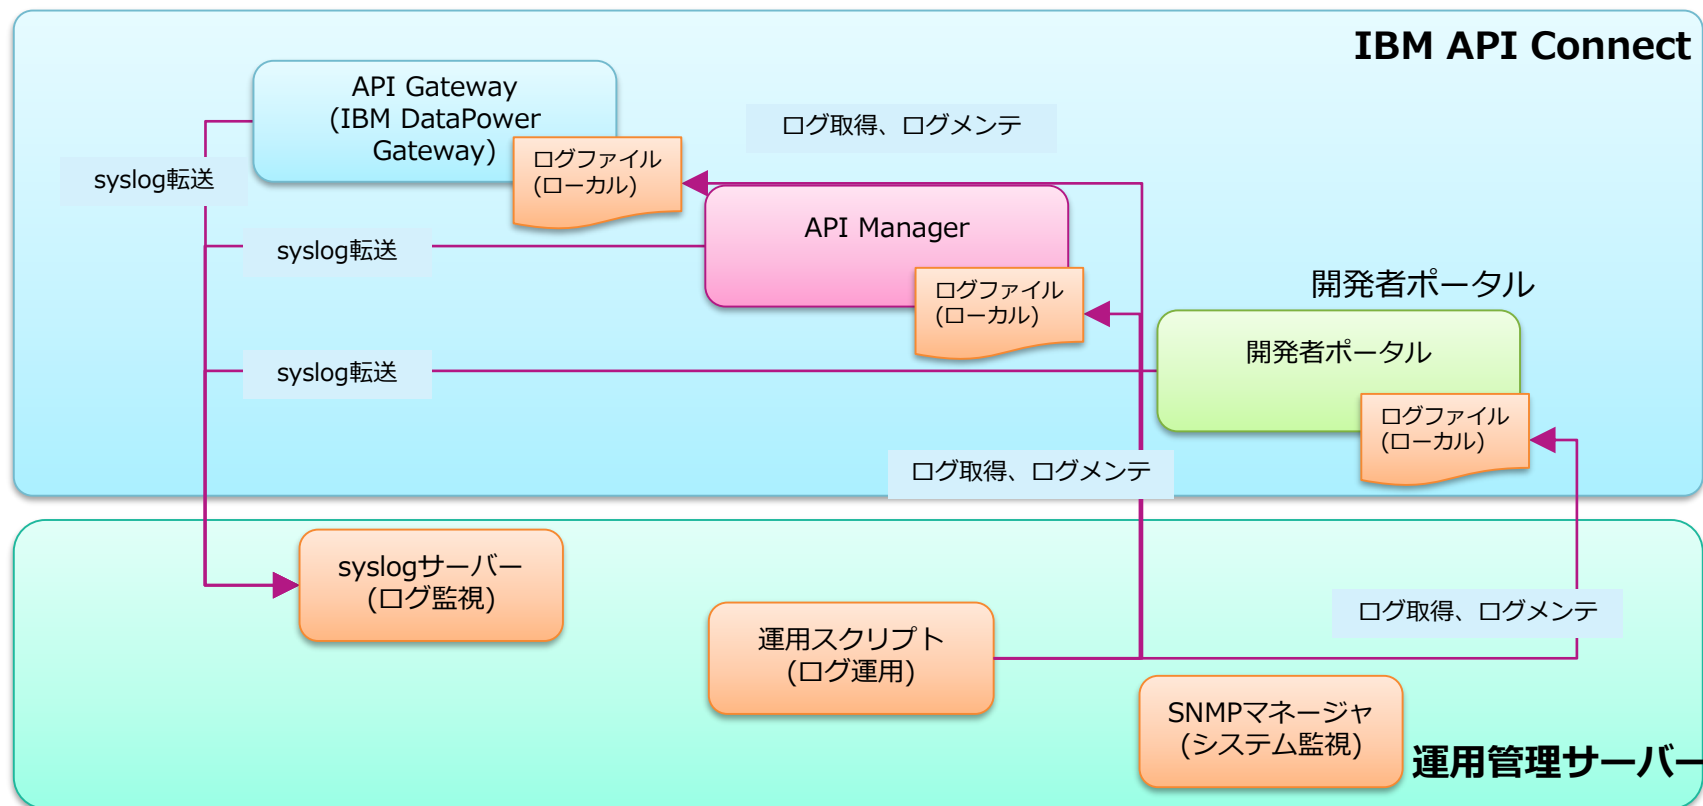 IBM API Connect
API Gateway
(IBM DataPower
Gateway)
ログファイル
(ローカル)
ログ取得、ログメンテ
syslog転送
API Manager
syslog転送
ログファイル
(ローカル)
開発者ポータル
開発者ポータル
syslog転送
ログファイル
(ローカル)
ログ取得、ログメンテ
syslogサーバー
(ログ監視)
ログ取得、ログメンテ
運用スクリプト
(ログ運用)
SNMPマネージャ
(システム監視)
運用管理サーバー